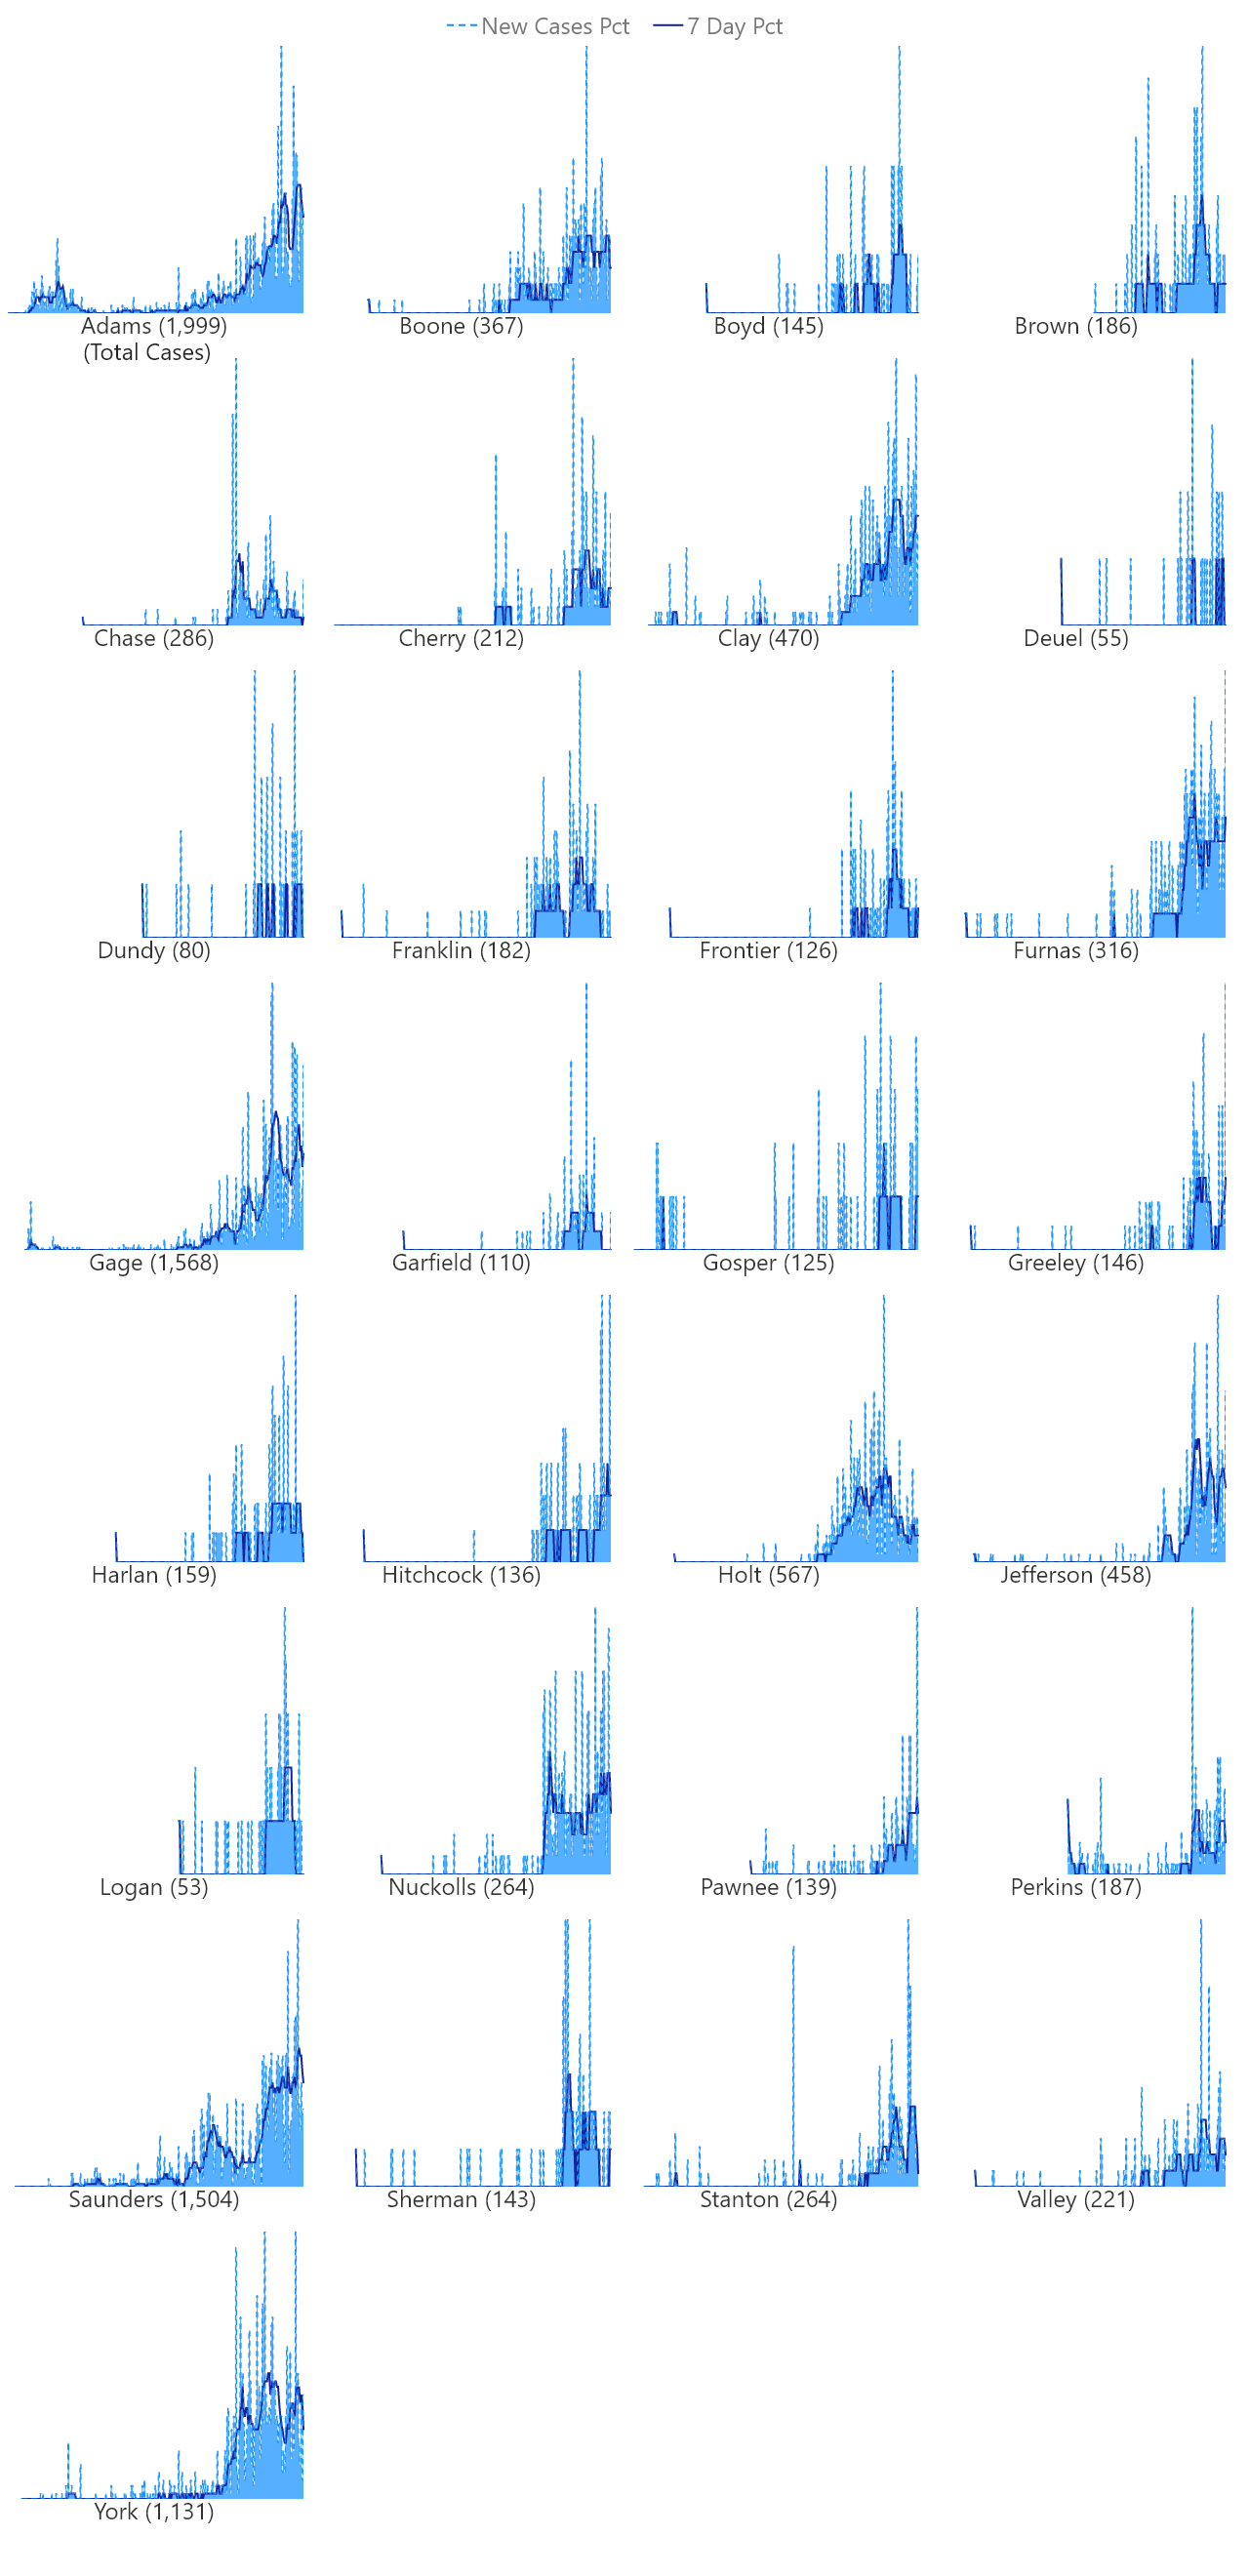 New Cases Pct 7 Day Pct
Adams (1,999) Boone (367) Boyd (145) Brown (186)
(Total Cases)
Chase (286) Cherry (212) Clay (470) Deuel (55)
Dundy (80) Franklin (182) Frontier (126) Furnas (316)
Gage (1,568) Garfield (110) Gosper (125) Greeley (146)
Harlan (159) Hitchcock (136) Holt (567) Jefferson (458)
Logan (53) Nuckolls (264) Pawnee (139) Perkins (187)
Saunders (1,504) Sherman (143) Stanton (264) Valley (221)
York (1,131)